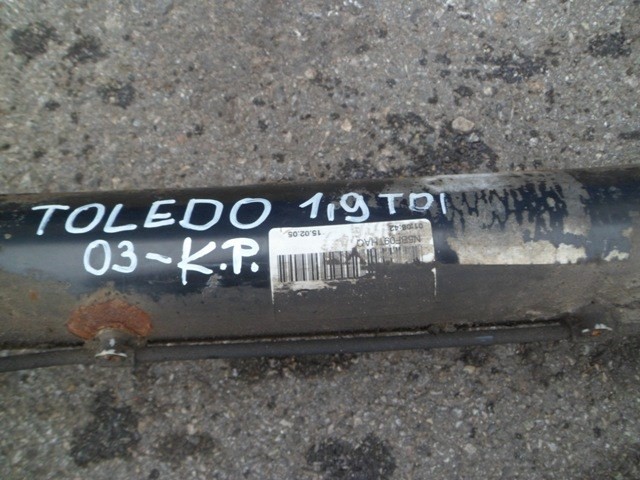 TOLEDO 1,9 TDI
03-K.P.
15.02.05